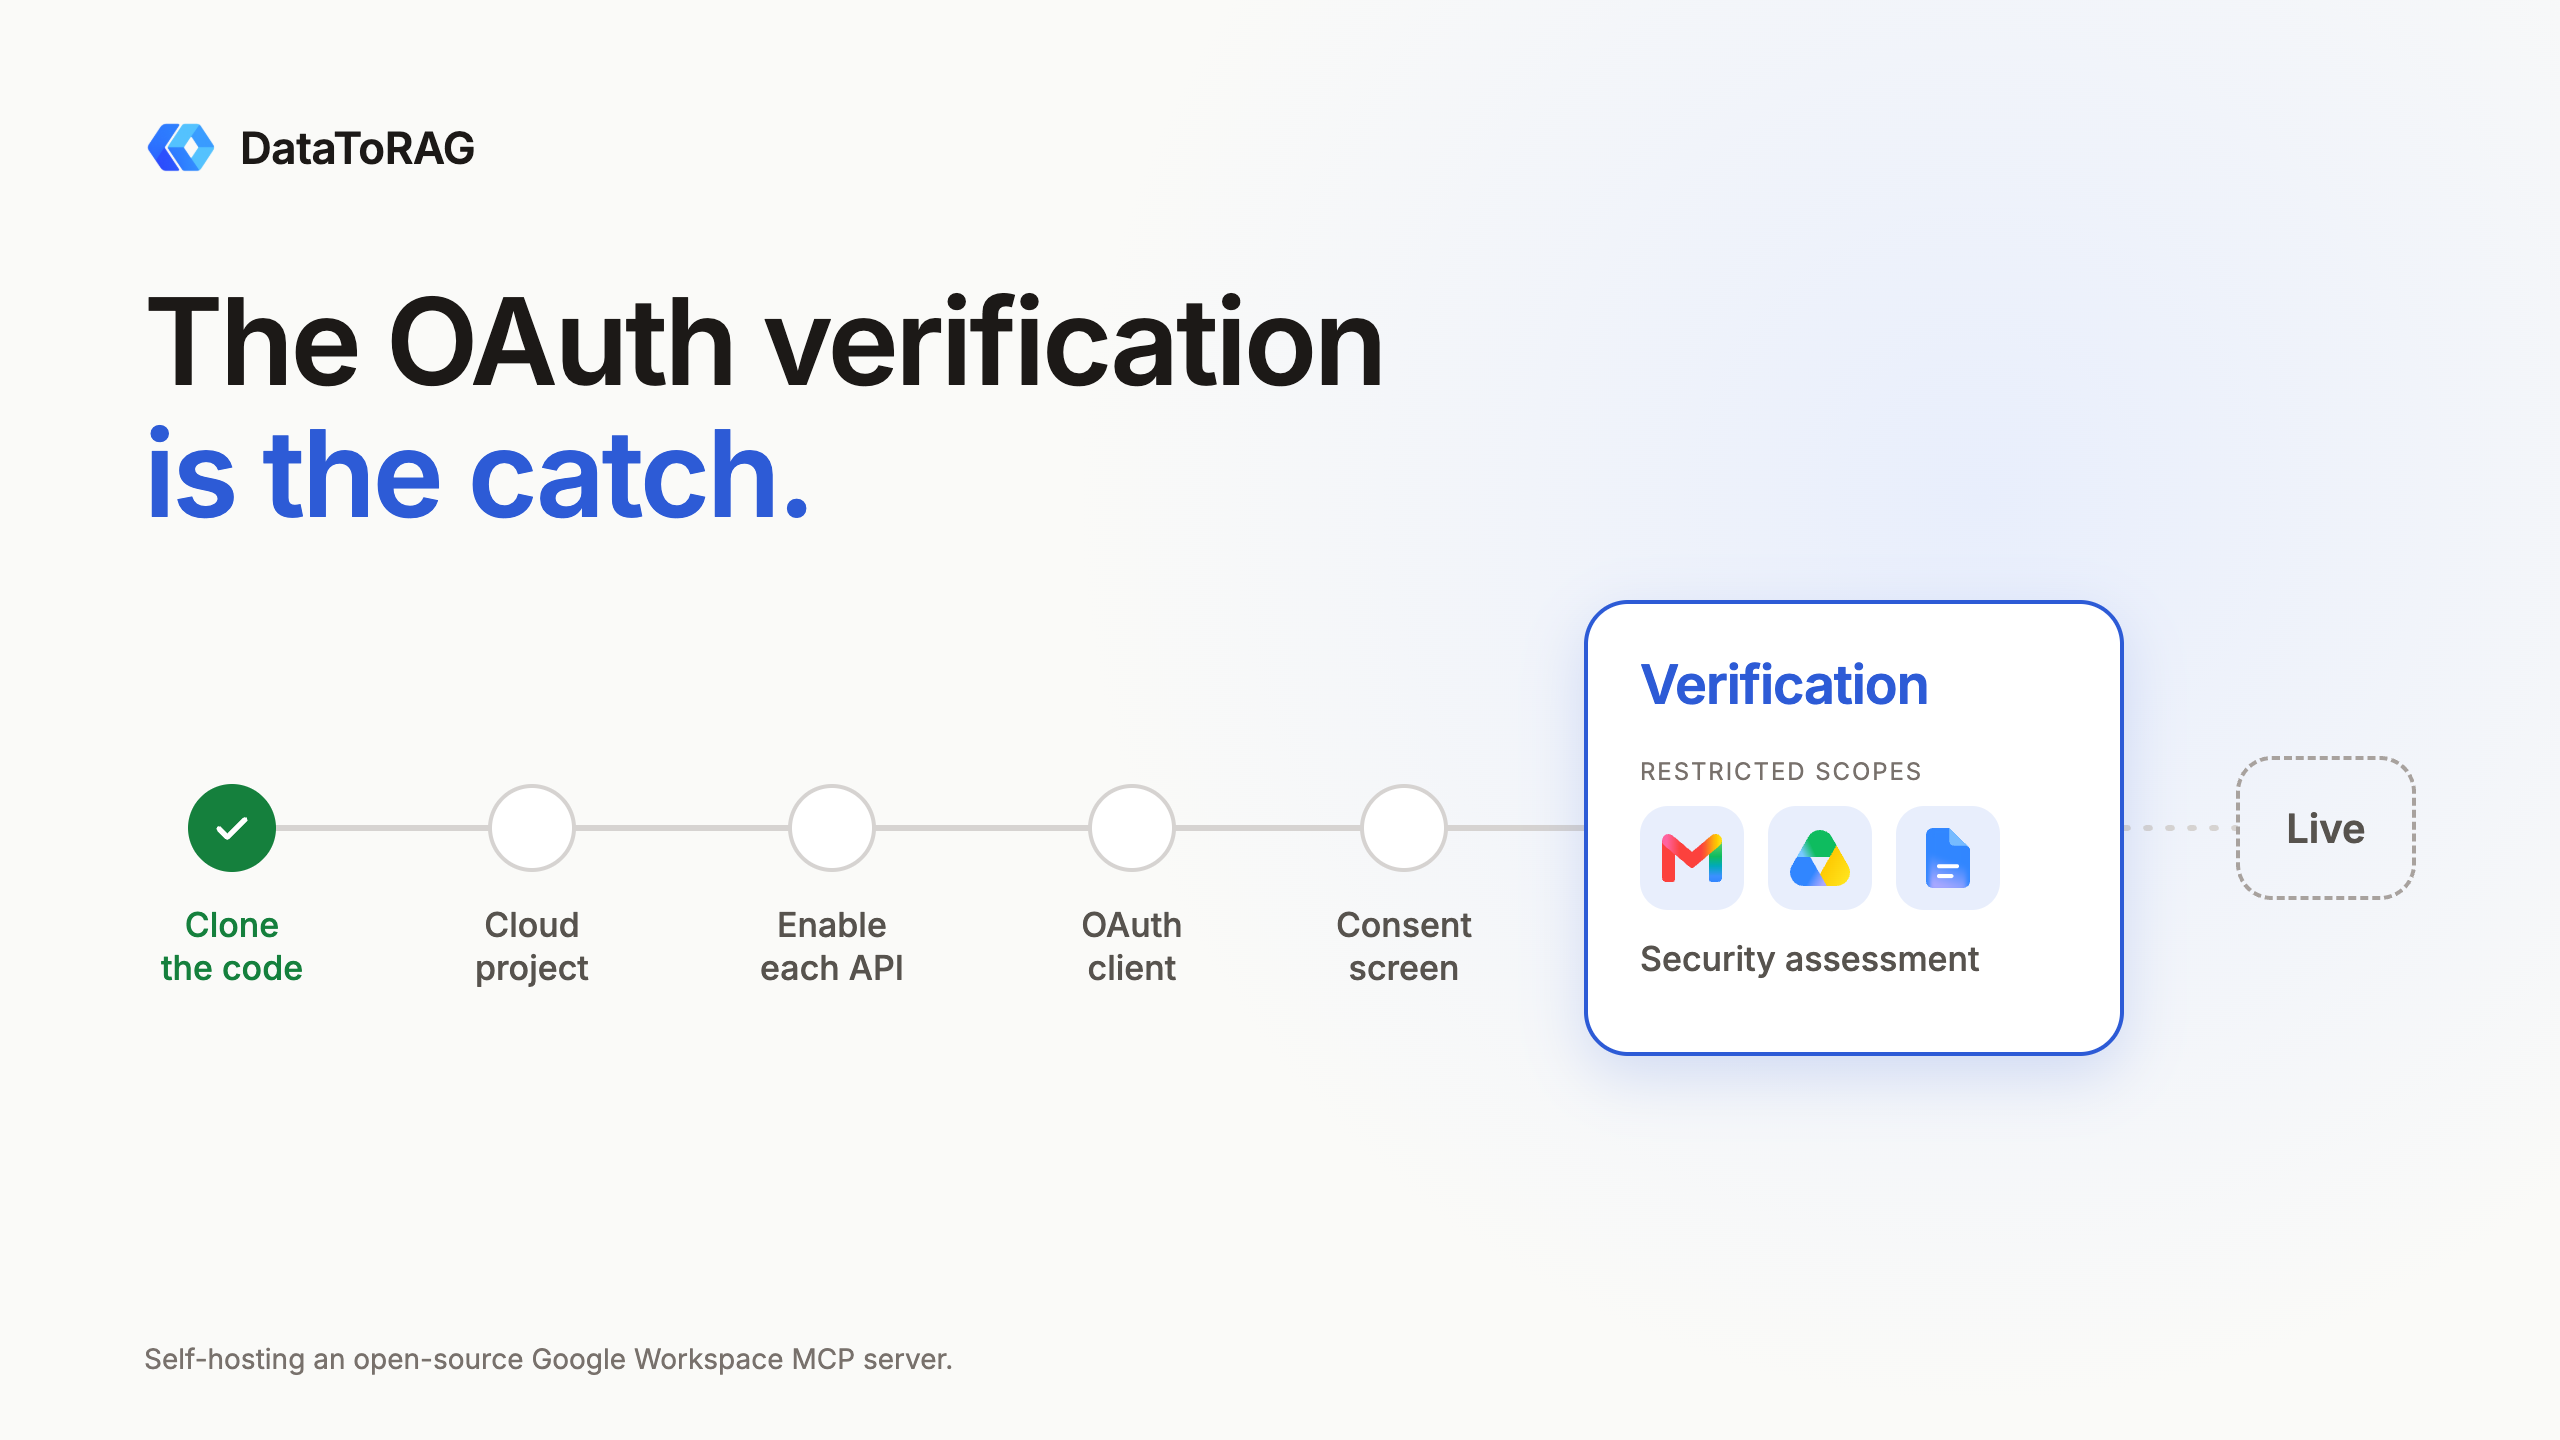 DataToRAG
The OAuth verification
is the catch.
Clone
the code
Cloud
project
Enable
each API
OAuth
client
Consent
screen
Verification
RESTRICTED SCOPES
Security assessment
Live
Self-hosting an open-source Google Workspace MCP server.